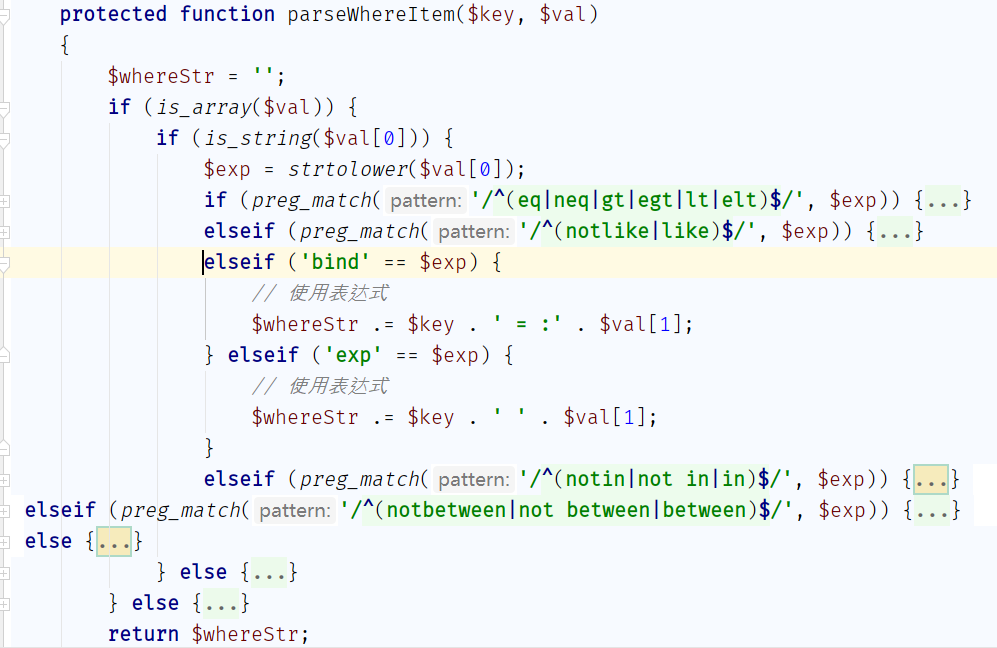 protected function parseWhereItem($key, $val)
{
$whereStr = '';
if (is_array($val)) {
if (is_string($val[0])) {
$exp = strtolower($val[0]);
if (preg_match( pattern: '/^(eq|neq|gt|egt|lt|elt)$/', $exp)) {...}
elseif (preg_match( pattern: '/^(notlike|like)$/', $exp)) {...}
elseif ('bind' == $exp) {
// 使用表达式
$whereStr .= $key . ' = :' . $val[1];
} elseif ('exp' == $exp) {
// 使用表达式
$whereStr .= $key . ' ' . $val[1];
}
elseif (preg_match( pattern: '/^(notin|not in|in)$/', $exp)) {...}
elseif (preg_match( pattern: '/^(notbetween|not between|between)$/', $exp)) {...}
else {...}
} else {...}
} else {...}
return $whereStr;